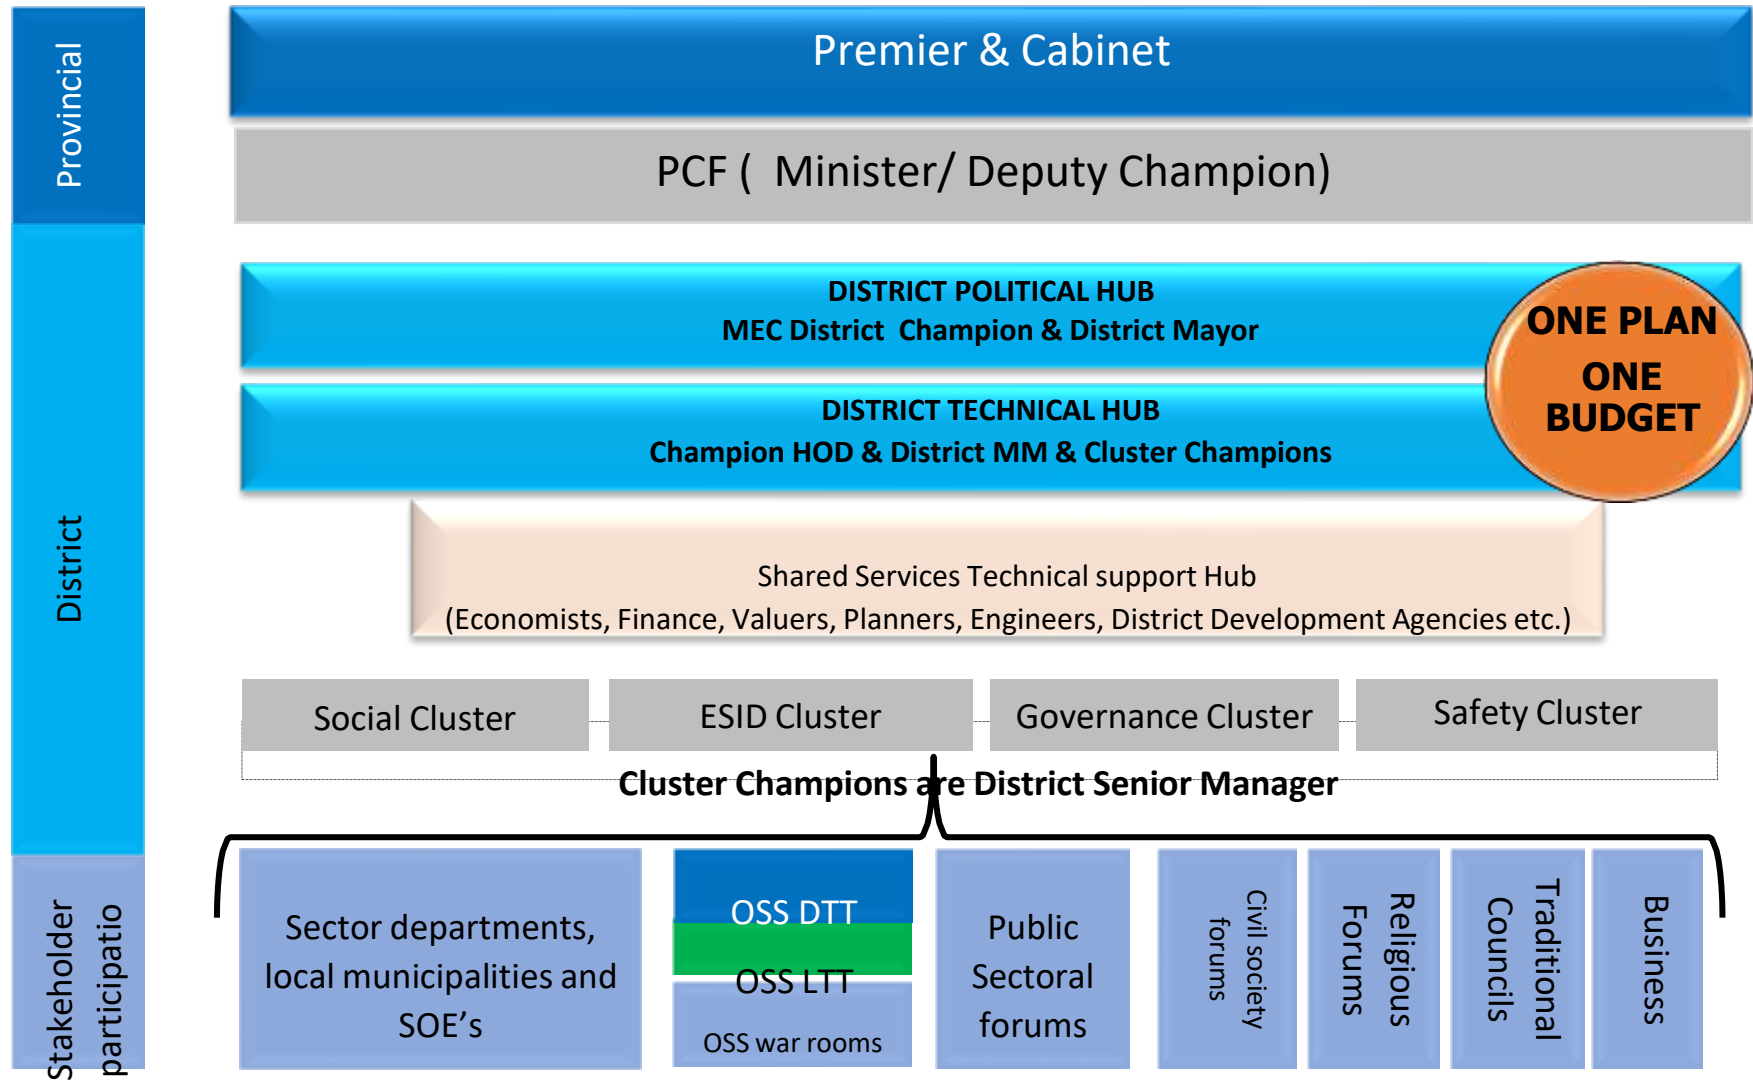 Provincial
Premier & Cabinet
PCF (  Minister/ Deputy Champion)
District
DISTRICT POLITICAL HUB
MEC District  Champion & District Mayor
DISTRICT TECHNICAL HUB
Champion HOD & District MM & Cluster Champions
ONE PLAN
ONE
BUDGET
Shared Services Technical support Hub
(Economists, Finance, Valuers, Planners, Engineers, District Development Agencies etc.)
Social Cluster
ESID Cluster
Governance Cluster
Safety Cluster
Cluster Champions are District Senior Manager
Stakeholder
participatio
Sector departments,
local municipalities and
SOE’s
OSS DTT
OSS LTT
OSS war rooms
Public
Sectoral
forums
Civil society
forums
Religious
Forums
Traditional
Councils
Business